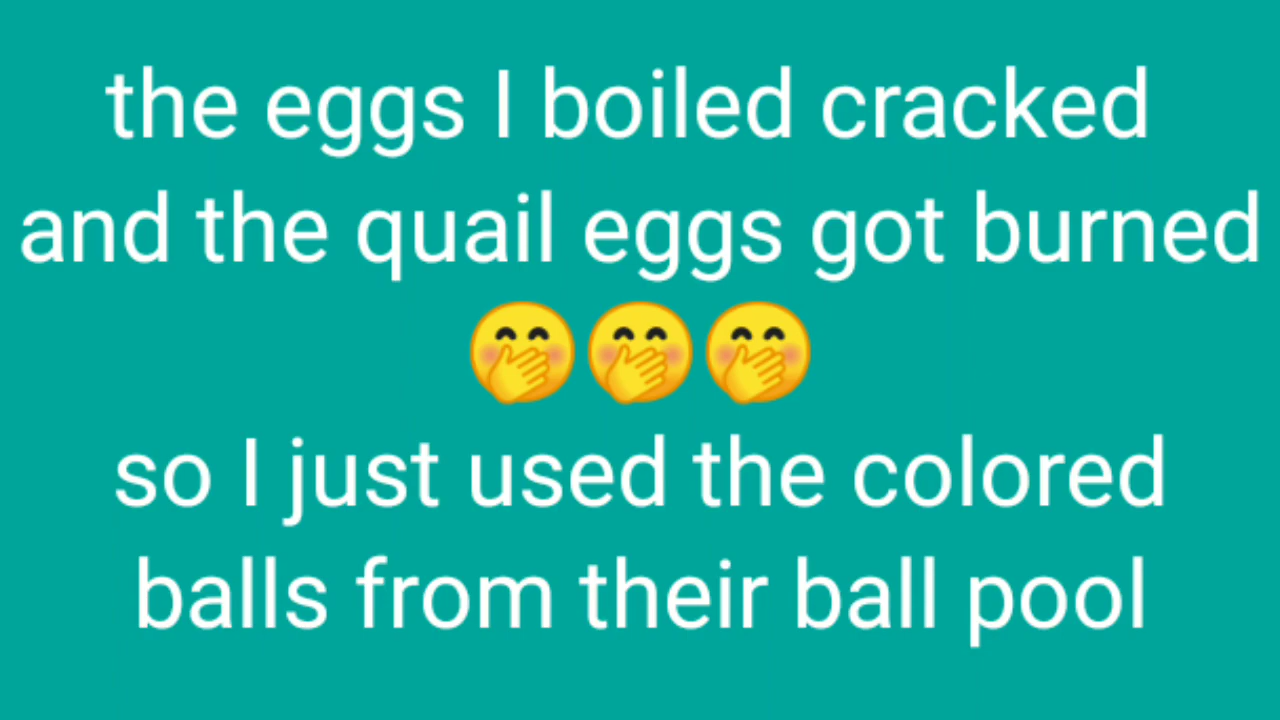 the eggs I boiled cracked
and the quail eggs got burned
🤭🤭🤭
so I just used the colored
balls from their ball pool